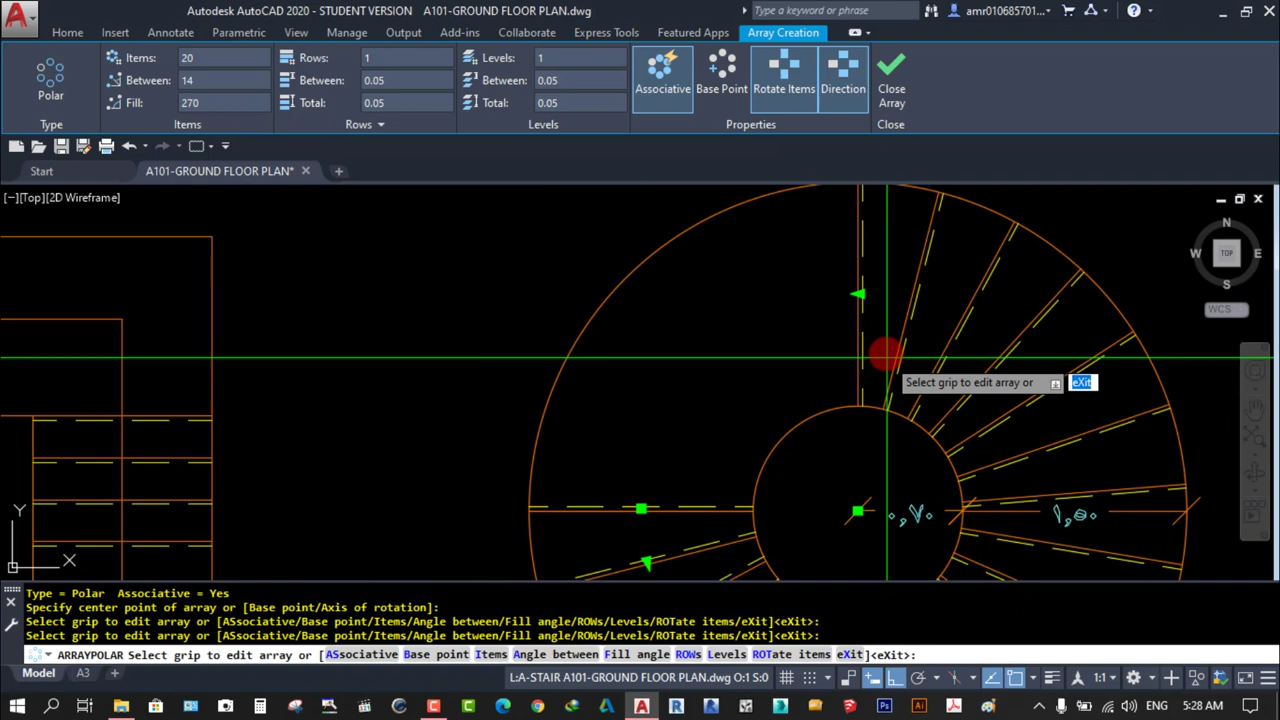 Autodesk AutoCAD 2020 - STUDENT VERSION A101-GROUND FLOOR PLAN.dwg
Type a keyword or phrase
amr010685701...
Home Insert Annotate Parametric View Manage Output Add-ins Collaborate Express Tools Featured Apps Array Creation
Items: 20 Rows: 1 Levels: 1
Between: 14 Between: 0.05 Between: 0.05
Fill: 270 Total: 0.05 Total: 0.05
Polar
Associative Base Point Rotate Items Direction Close Array
Type Items Rows Levels Properties Close
Start A101-GROUND FLOOR PLAN*
[−][Top][2D Wireframe]
N
W TOP E
S
WCS
Select grip to edit array or eXit
٠,٧٠ ١,٥٠
Y
X
Type = Polar Associative = Yes
Specify center point of array or [Base point/Axis of rotation]:
Select grip to edit array or [ASsociative/Base point/Items/Angle between/Fill angle/ROWs/Levels/ROTate items/eXit]<eXit>:
Select grip to edit array or [ASsociative/Base point/Items/Angle between/Fill angle/ROWs/Levels/ROTate items/eXit]<eXit>:
ARRAYPOLAR Select grip to edit array or [ASsociative Base point Items Angle between Fill angle ROWs Levels ROTate items eXit]<eXit>:
Model A3
L:A-STAIR A101-GROUND FLOOR PLAN.dwg O:1 S:0
1:1
5:28 AM